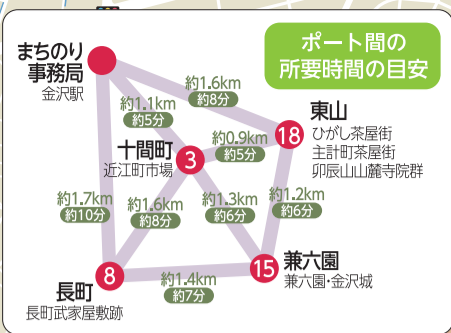 ポート間の
所要時間の目安
まちのり
事務局
金沢駅
約1.6km
約8分
約1.1km
約5分
東山
ひがし茶屋街
主計町茶屋街
卯辰山山麓寺院群
18
約0.9km
約5分
十間町
近江町市場
3
約1.7km
約10分
約1.6km
約8分
約1.3km
約6分
約1.2km
約6分
8
長町
長町武家屋敷跡
約1.4km
約7分
15
兼六園
兼六園・金沢城